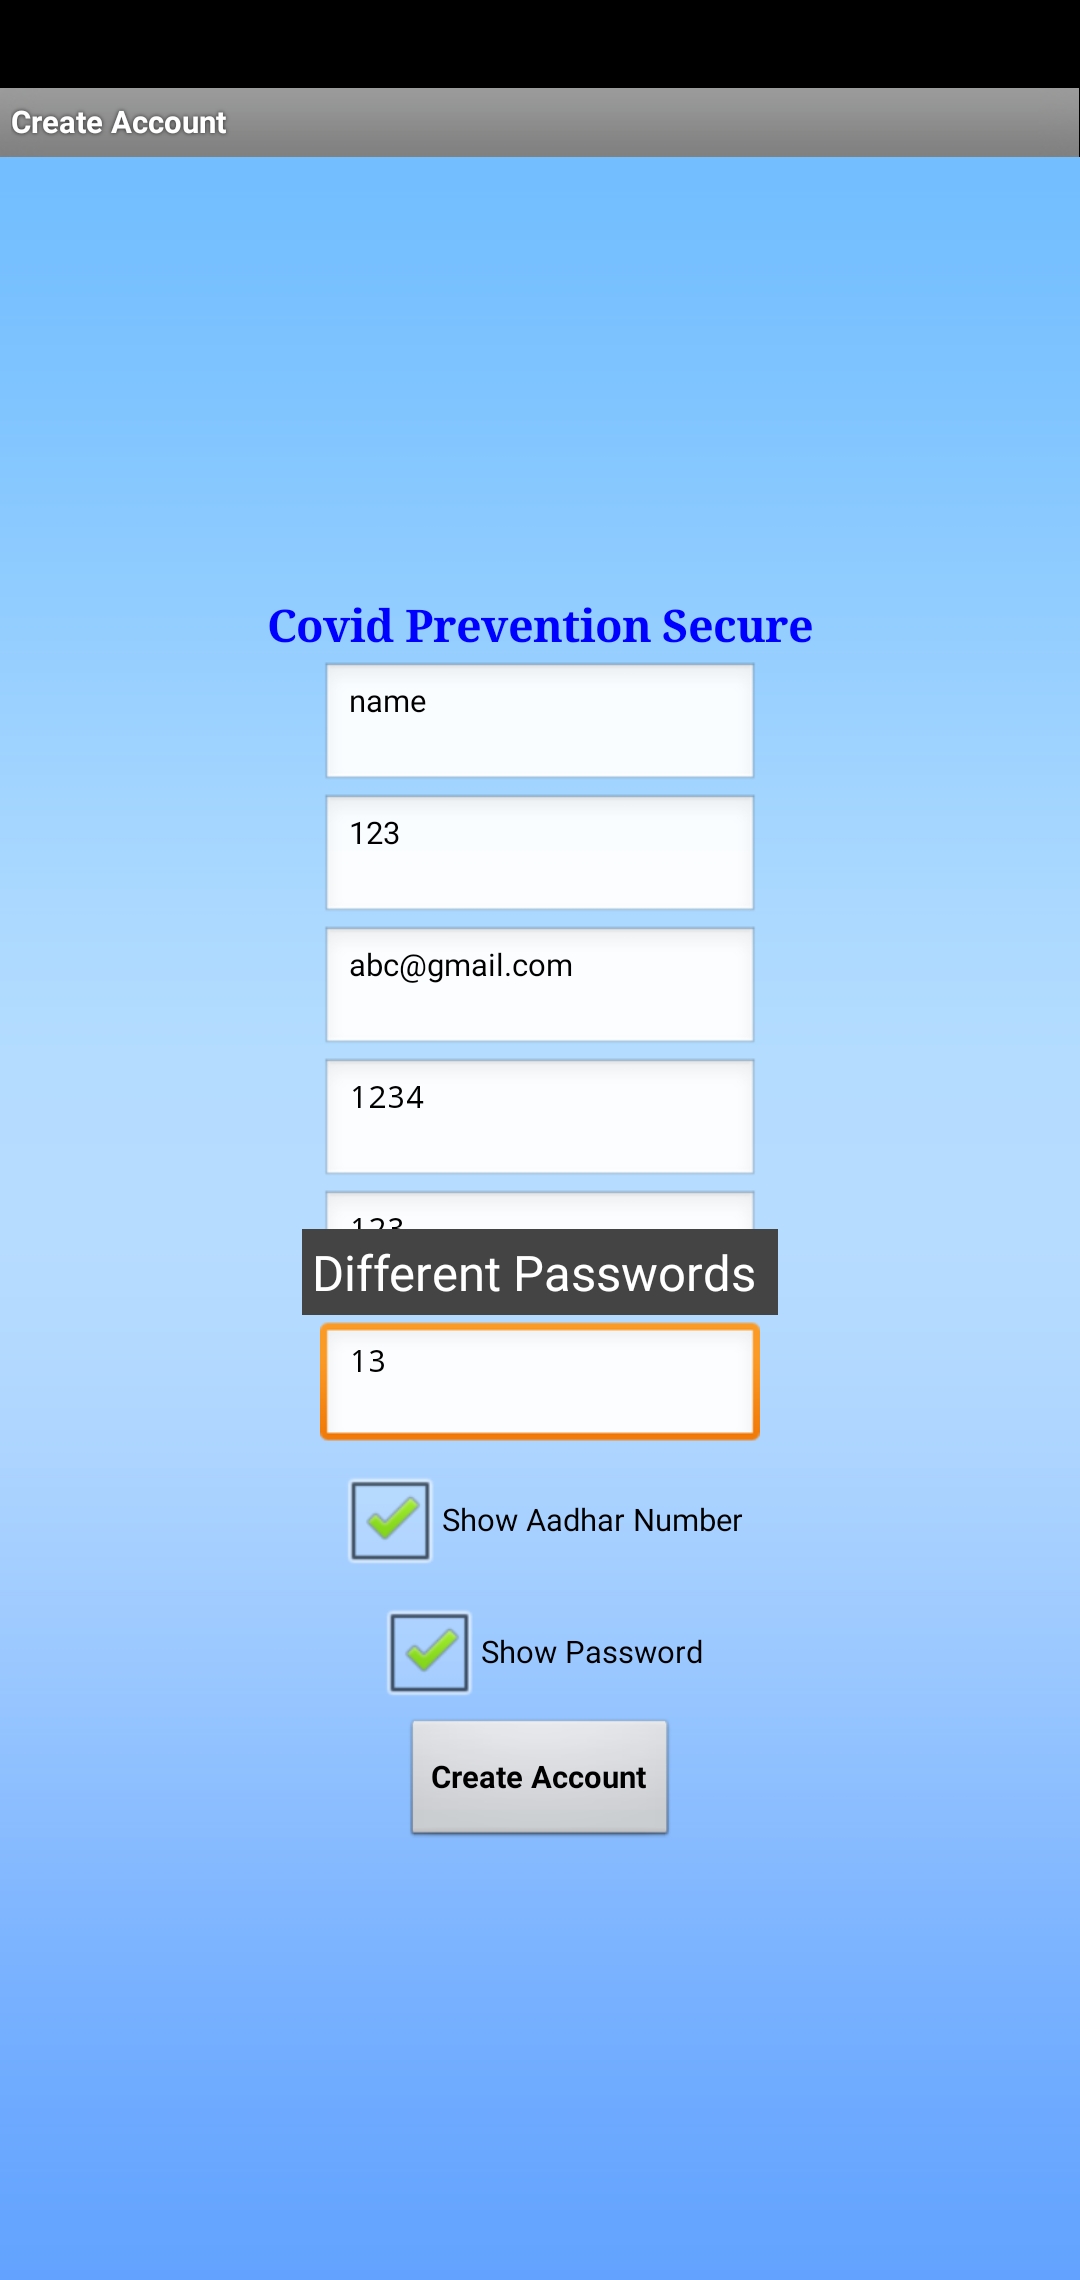 Create Account
Covid Prevention Secure
name
123
abc@gmail.com
1234
123
Different Passwords
13
Show Aadhar Number
Show Password
Create Account